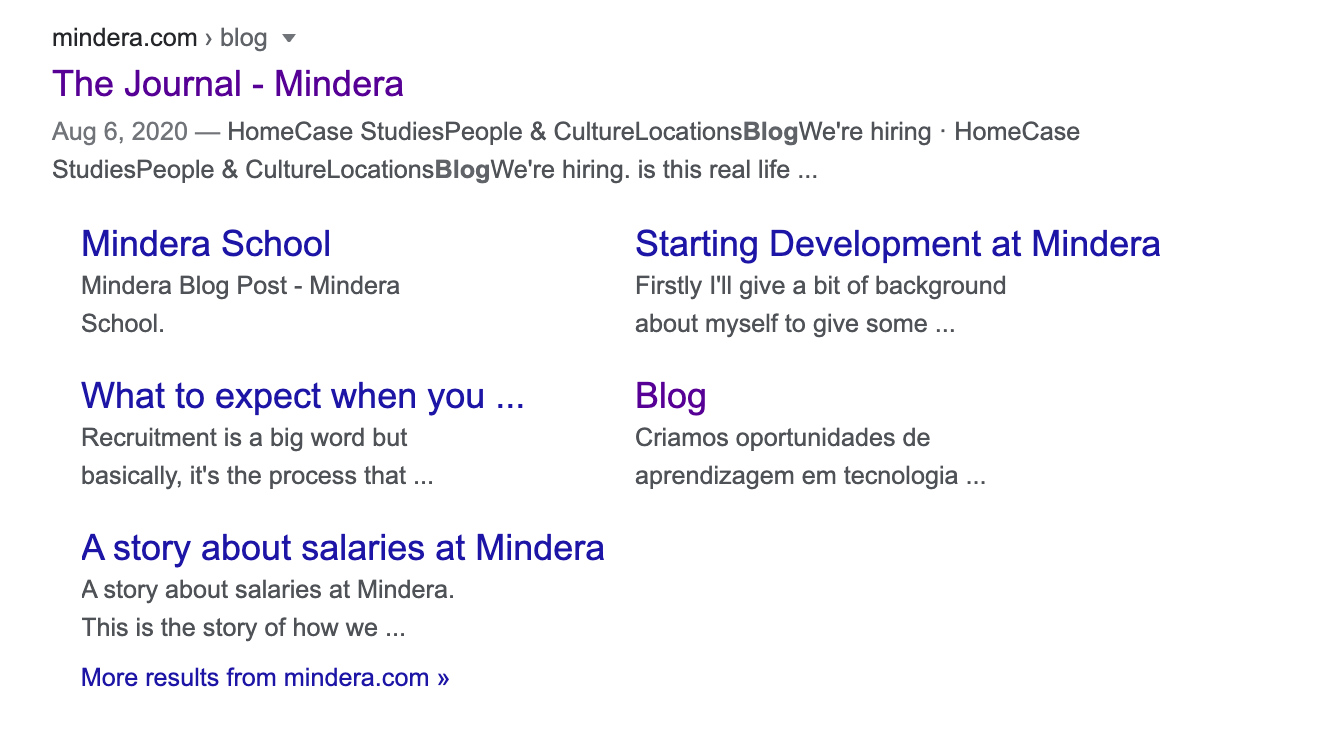 mindera.com › blog
The Journal - Mindera
Aug 6, 2020 — HomeCase StudiesPeople & CultureLocationsBlogWe're hiring · HomeCase
StudiesPeople & CultureLocationsBlogWe're hiring. is this real life ...
Mindera School
Mindera Blog Post - Mindera
School.
Starting Development at Mindera
Firstly I'll give a bit of background
about myself to give some ...
What to expect when you ...
Recruitment is a big word but
basically, it's the process that ...
Blog
Criamos oportunidades de
aprendizagem em tecnologia ...
A story about salaries at Mindera
A story about salaries at Mindera.
This is the story of how we ...
More results from mindera.com »